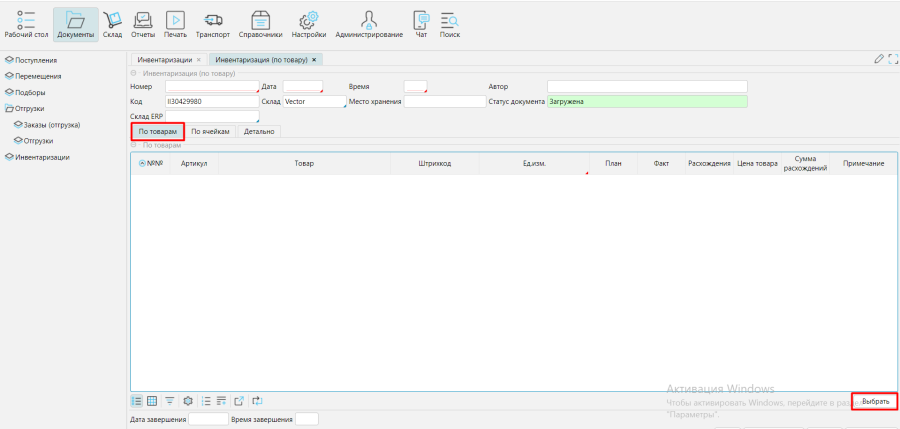 Рабочий стол Документы Склад Отчеты Печать Транспорт Справочники Настройки Администрирование Чат Поиск
Поступления
Перемещения
Подборы
Отгрузки
Заказы (отгрузка)
Отгрузки
Инвентаризации
Инвентаризации × Инвентаризация (по товару) ×
Инвентаризация (по товару)
Номер Дата Время Автор
Код II30429980 Склад Vector Место хранения Статус документа Загружена
Склад ERP
По товарам По ячейкам Детально
По товарам
№№ Артикул Товар Штрихкод Ед.изм. План Факт Расхождения Цена товара Сумма расхождений Примечание
Активация Windows
Чтобы активировать Windows, перейдите в раздел
"Параметры".
Выбрать
Дата завершения Время завершения